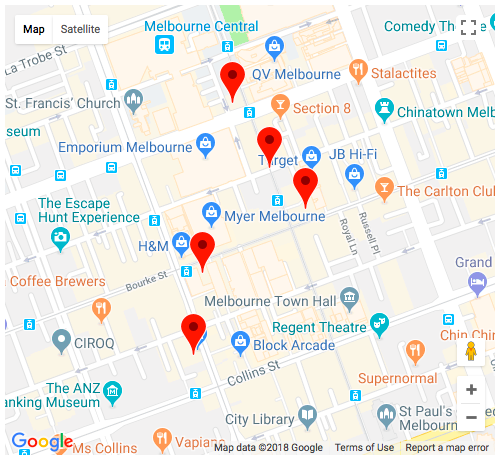 Map
Satellite
Melbourne Central
Comedy The
La Trobe St
QV Melbourne
Stalactites
St. Francis' Church
Section 8
Chinatown Melb
seum
Emporium Melbourne
Target
JB Hi-Fi
The Carlton Club
The Escape
Hunt Experience
Myer Melbourne
H&M
Royal Ln
Russell Pl
Bourke St
Coffee Brewers
Grand
Melbourne Town Hall
Regent Theatre
Chin Chin
CIROQ
Block Arcade
Collins St
Supernormal
The ANZ
anking Museum
City Library
St Paul's
Melbourne
Google
Ms Collins
Vapiano
Map data ©2018 Google
Terms of Use
Report a map error